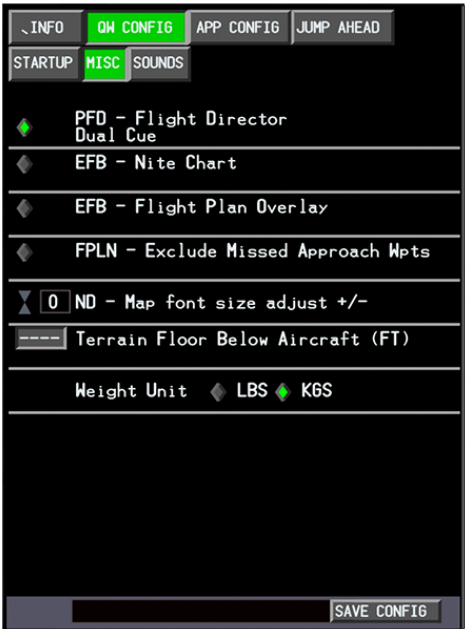 .INFO QW CONFIG APP CONFIG JUMP AHEAD
STARTUP MISC SOUNDS
PFD - Flight Director
Dual Cue
EFB - Nite Chart
EFB - Flight Plan Overlay
FPLN - Exclude Missed Approach Wpts
0 ND - Map font size adjust +/-
---- Terrain Floor Below Aircraft (FT)
Weight Unit LBS KGS
SAVE CONFIG